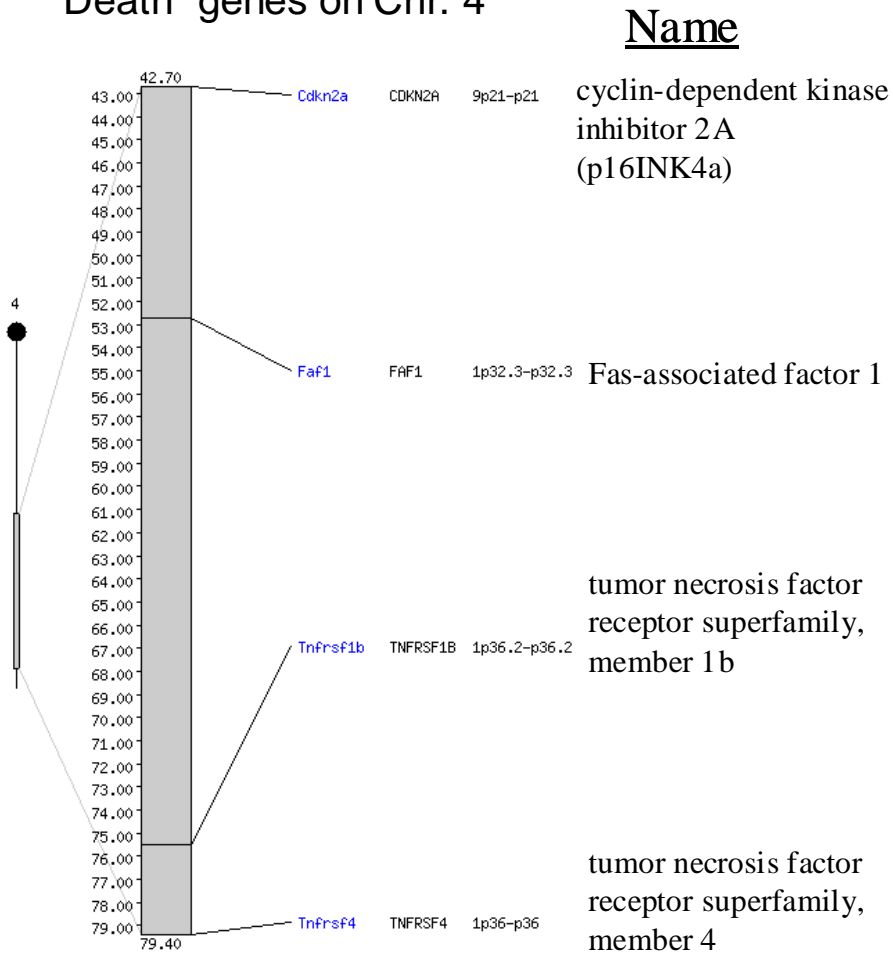 Death" genes on Chr. 4
Name
42.70
43.00
44.00
45.00
46.00
47.00
48.00
49.00
50.00
51.00
52.00
53.00
54.00
55.00
56.00
57.00
58.00
59.00
60.00
61.00
62.00
63.00
64.00
65.00
66.00
67.00
68.00
69.00
70.00
71.00
72.00
73.00
74.00
75.00
76.00
77.00
78.00
79.00
79.40
4
Cdkn2a CDKN2A 9p21-p21
cyclin-dependent kinase
inhibitor 2A
(p16INK4a)
Faf1 FAF1 1p32.3-p32.3 Fas-associated factor 1
Tnfrsf1b TNFRSF1B 1p36.2-p36.2
tumor necrosis factor
receptor superfamily,
member 1b
Tnfrsf4 TNFRSF4 1p36-p36
tumor necrosis factor
receptor superfamily,
member 4